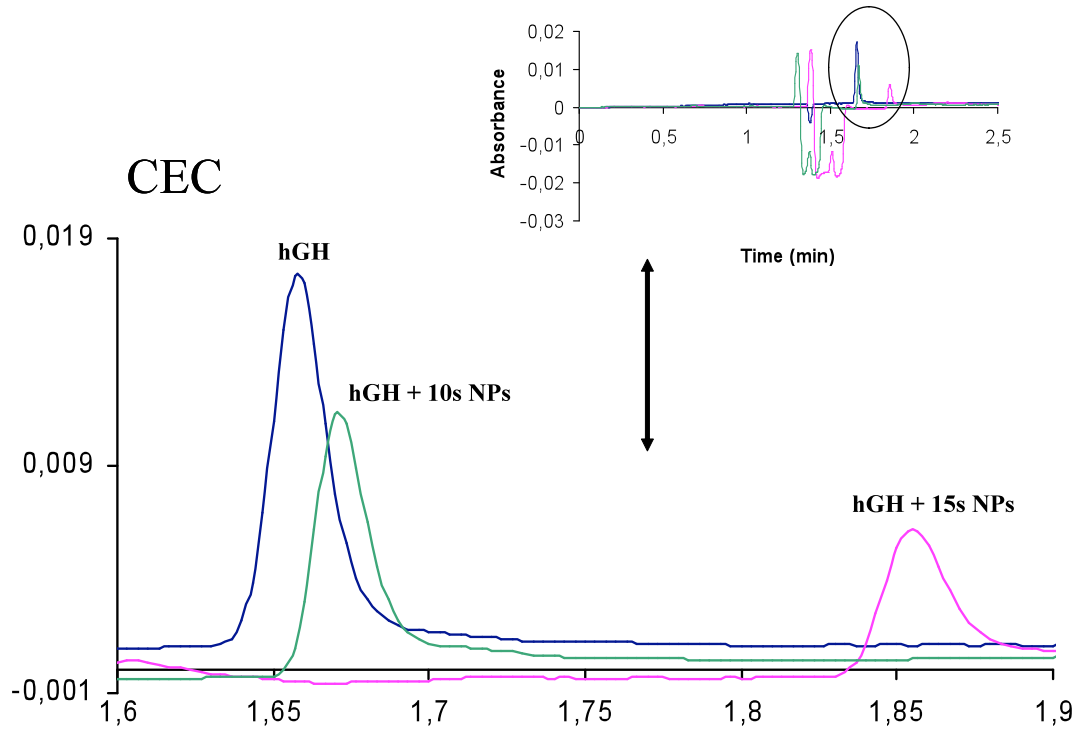 0,02
0,01
0
-0,01
-0,02
-0,03
Absorbance
0 0,5 1 1,5 2 2,5
Time (min)
CEC
0,019
0,009
-0,001
hGH
hGH + 10s NPs
hGH + 15s NPs
1,6 1,65 1,7 1,75 1,8 1,85 1,9